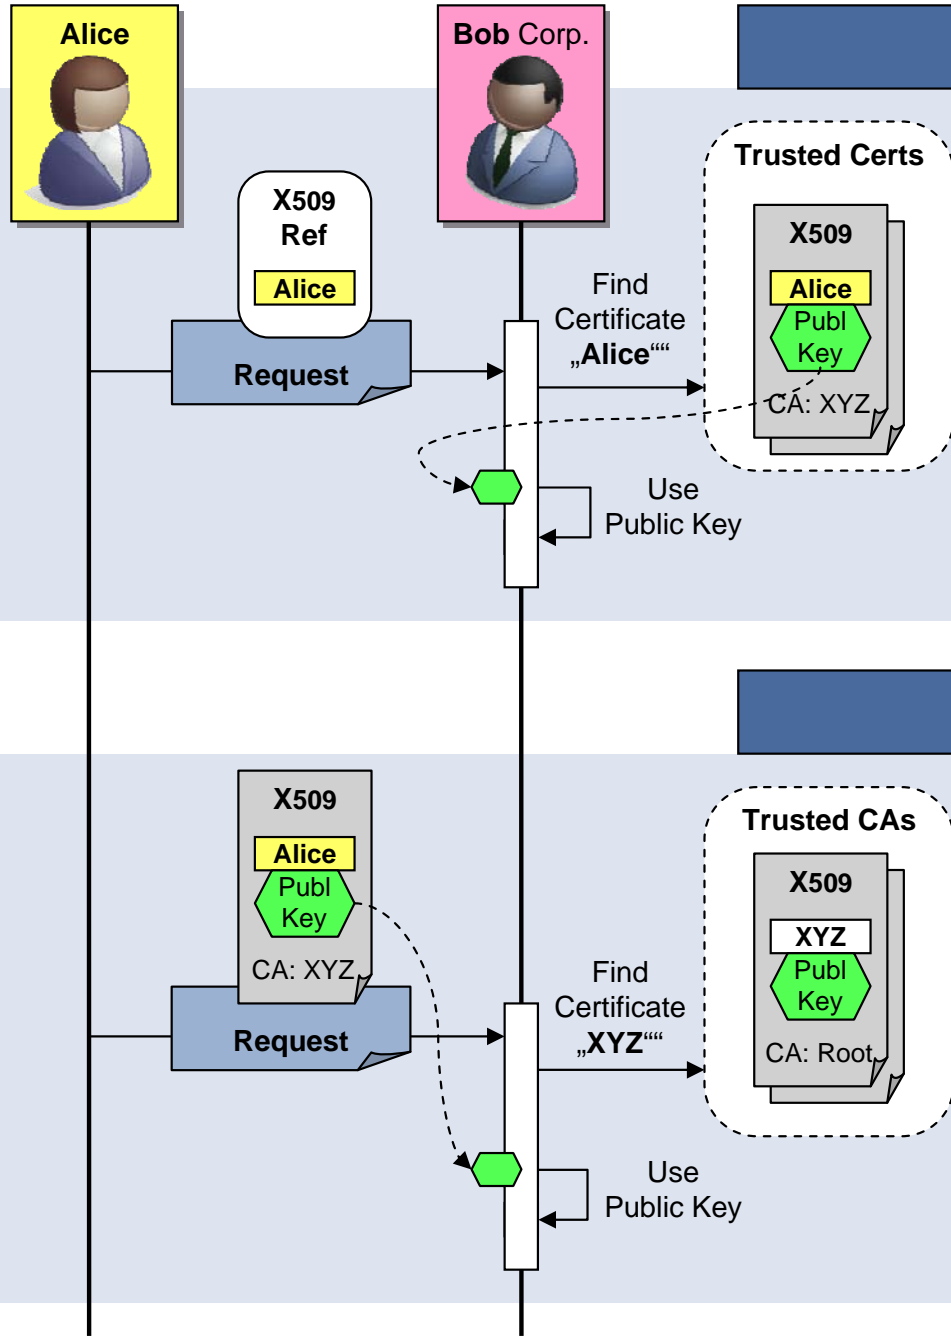 Alice
Bob Corp.
Trusted Certs
X509
Ref
Alice
X509
Alice
Publ
Key
CA: XYZ
Find
Certificate
„Alice““
Request
Use
Public Key
X509
Alice
Publ
Key
CA: XYZ
Trusted CAs
X509
XYZ
Publ
Key
CA: Root
Find
Certificate
„XYZ““
Request
Use
Public Key